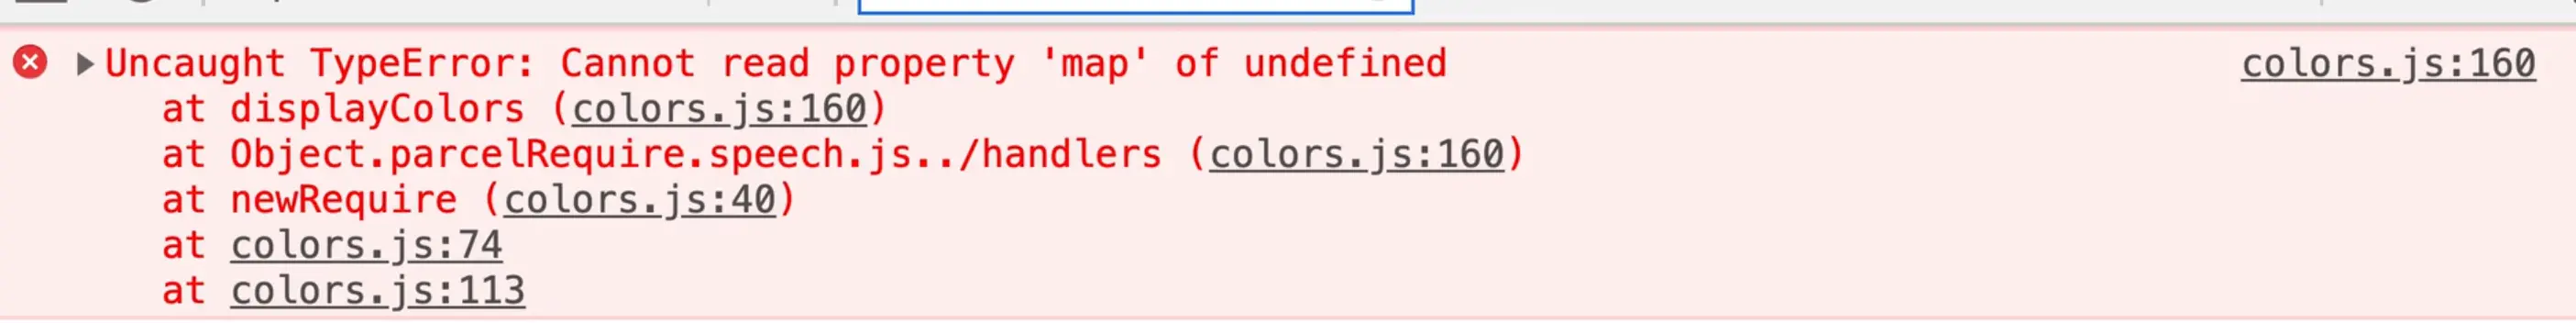 Uncaught TypeError: Cannot read property 'map' of undefined colors.js:160
at displayColors (colors.js:160)
at Object.parcelRequire.speech.js../handlers (colors.js:160)
at newRequire (colors.js:40)
at colors.js:74
at colors.js:113